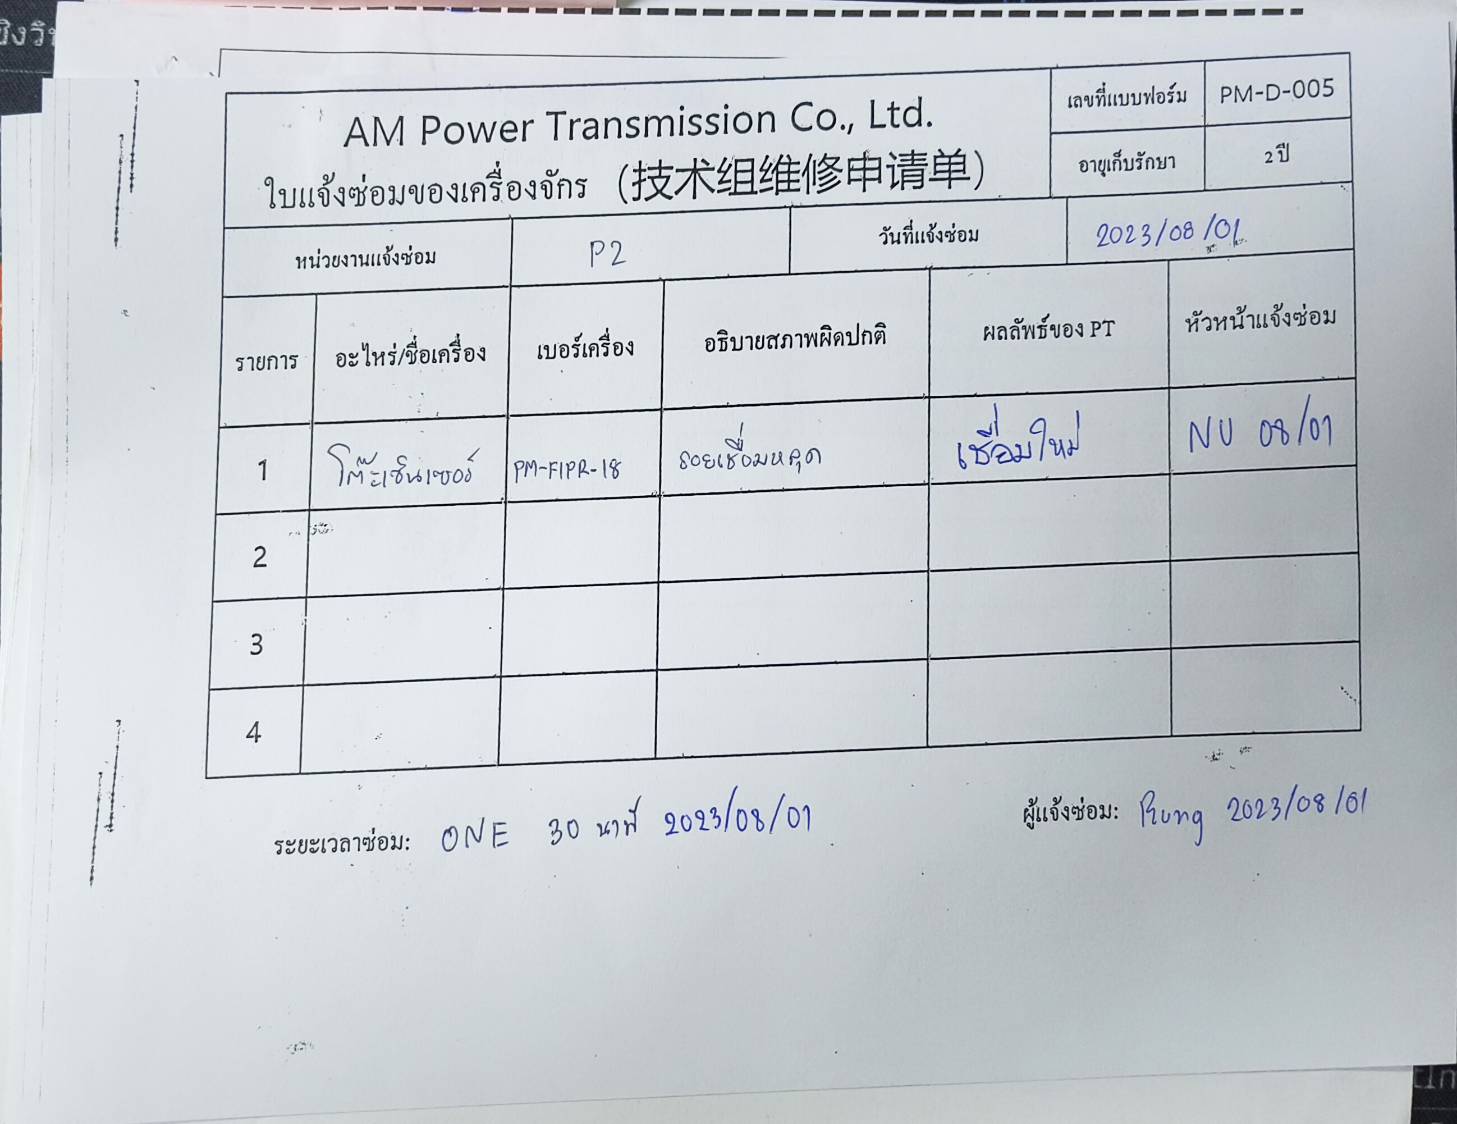 ชิงวิ
AM Power Transmission Co., Ltd.
ใบแจ้งซ่อมของเครื่องจักร (技术组维修申请单)
เลขที่แบบฟอร์ม PM-D-005
อายุเก็บรักษา 2 ปี
หน่วยงานแจ้งซ่อม P2 วันที่แจ้งซ่อม 2023/08/01
รายการ อะไหร่/ชื่อเครื่อง เบอร์เครื่อง อธิบายสภาพผิดปกติ ผลลัพธ์ของ PT หัวหน้าแจ้งซ่อม
1 โต๊ะเซ็นเซอร์ PM-FIPR-18 รอยเชื่อมหลุด เชื่อมใหม่ NU 08/01
2
3
4
ระยะเวลาซ่อม: ONE 30 นาที 2023/08/01
ผู้แจ้งซ่อม: Rung 2023/08/01